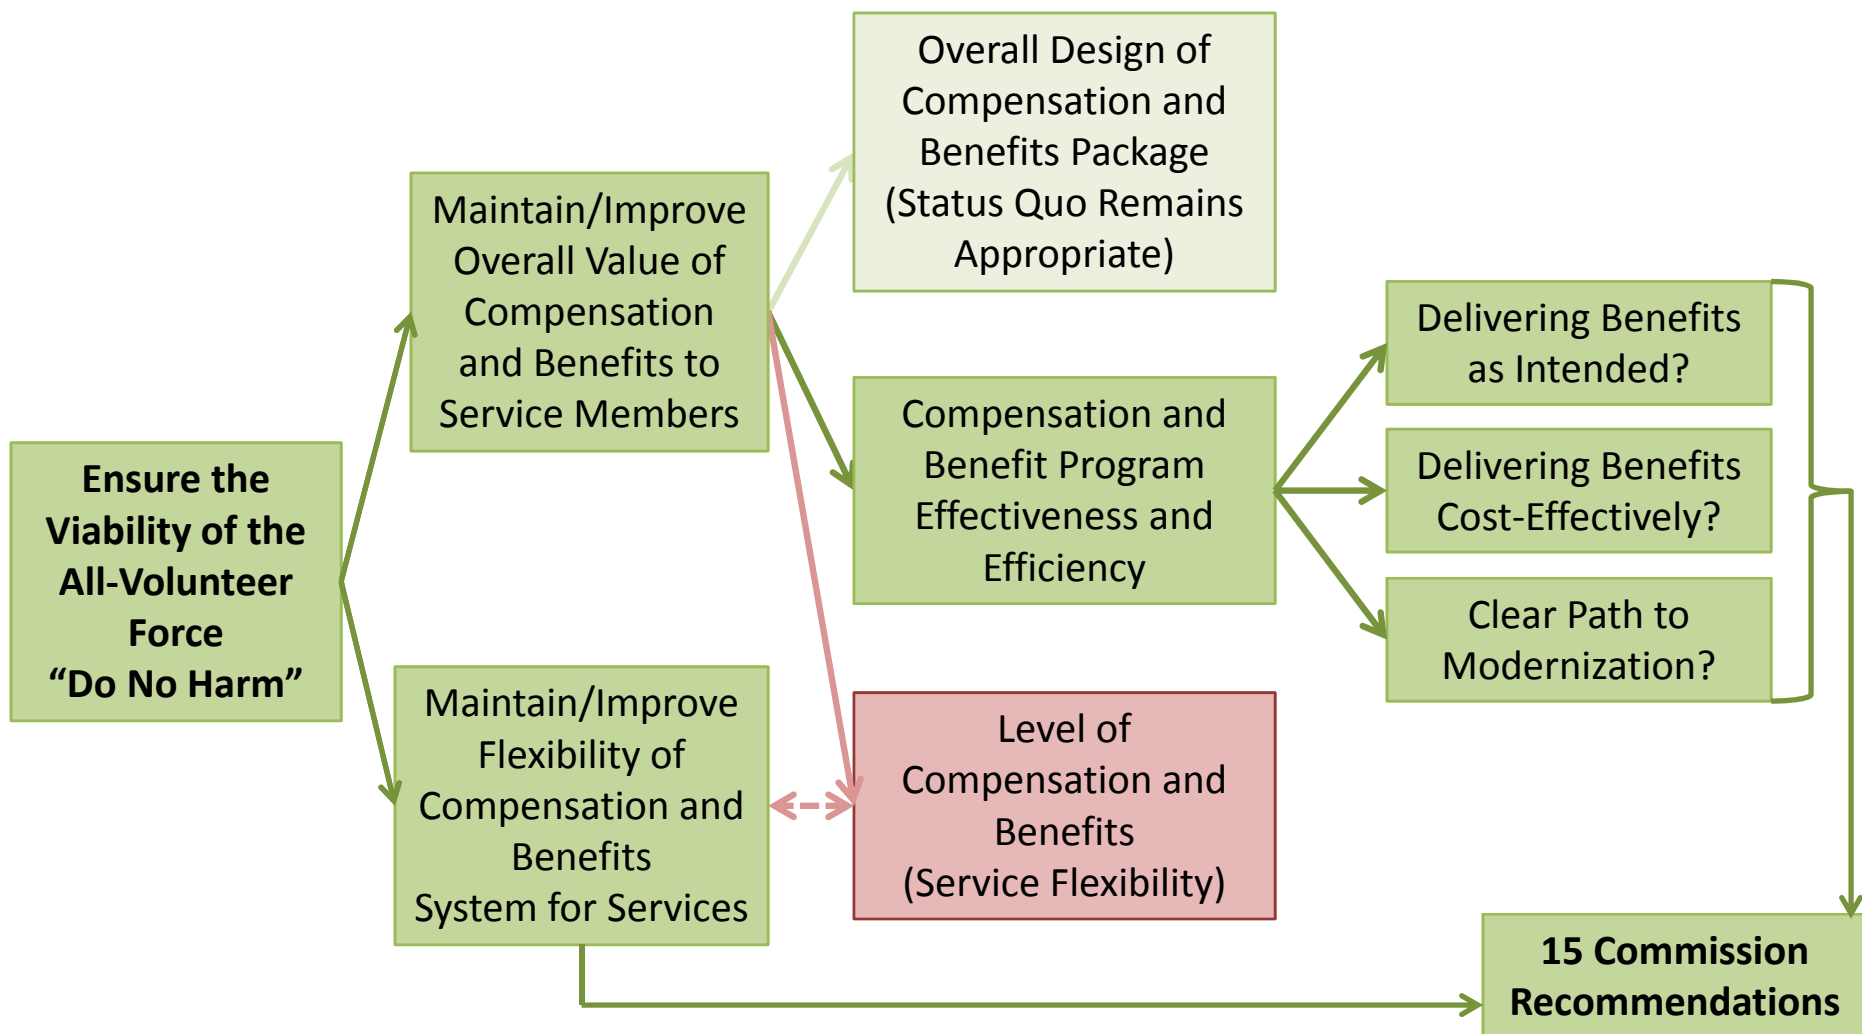 Ensure the
Viability of the
All-Volunteer
Force
“Do No Harm”
Maintain/Improve
Overall Value of
Compensation
and Benefits to
Service Members
Maintain/Improve
Flexibility of
Compensation and
Benefits
System for Services
Overall Design of
Compensation and
Benefits Package
(Status Quo Remains
Appropriate)
Compensation and
Benefit Program
Effectiveness and
Efficiency
Level of
Compensation and
Benefits
(Service Flexibility)
Delivering Benefits
as Intended?
Delivering Benefits
Cost-Effectively?
Clear Path to
Modernization?
15 Commission
Recommendations